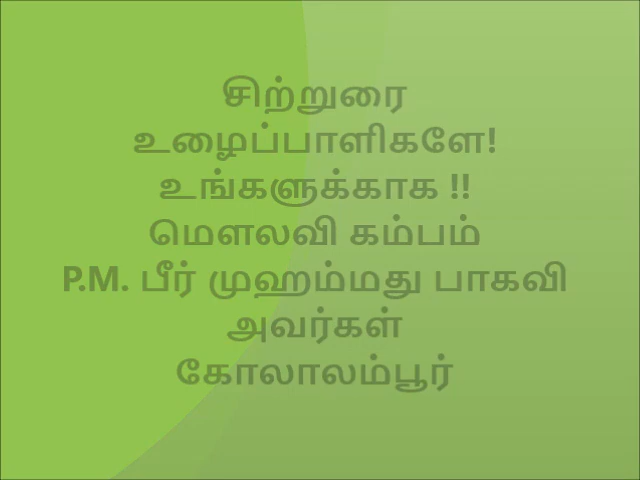 சிற்றுரை
உழைப்பாளிகளே!
உங்களுக்காக !!
மௌலவி கம்பம்
P.M. பீர் முஹம்மது பாகவி
அவர்கள்
கோலாலம்பூர்